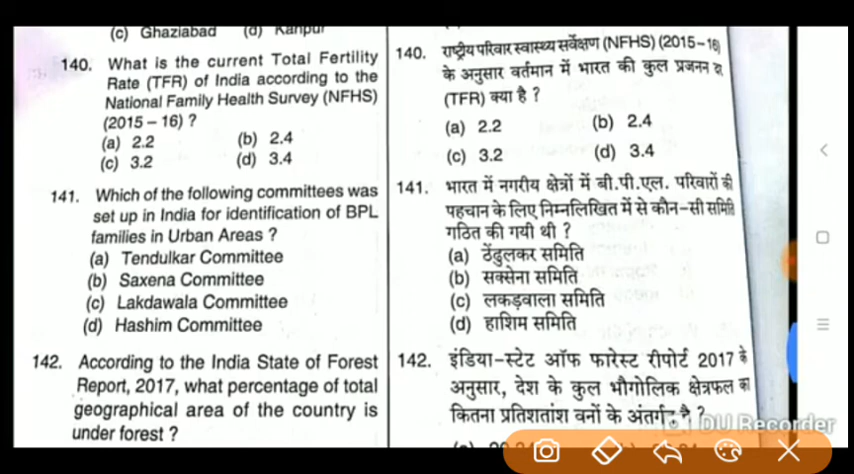 (c) Ghaziabad (d) Kanpur
140. What is the current Total Fertility
Rate (TFR) of India according to the
National Family Health Survey (NFHS)
(2015 – 16) ?
(a) 2.2 (b) 2.4
(c) 3.2 (d) 3.4
141. Which of the following committees was
set up in India for identification of BPL
families in Urban Areas ?
(a) Tendulkar Committee
(b) Saxena Committee
(c) Lakdawala Committee
(d) Hashim Committee
142. According to the India State of Forest
Report, 2017, what percentage of total
geographical area of the country is
under forest ?
140. राष्ट्रीय परिवार स्वास्थ्य सर्वेक्षण (NFHS) (2015–16)
के अनुसार वर्तमान में भारत की कुल प्रजनन
(TFR) क्या है ?
(a) 2.2 (b) 2.4
(c) 3.2 (d) 3.4
141. भारत में नगरीय क्षेत्रों में बी.पी.एल. परिवारों की
पहचान के लिए निम्नलिखित में से कौन–सी समिति
गठित की गयी थी ?
(a) ठेंदुलकर समिति
(b) सक्सेना समिति
(c) लकड़वाला समिति
(d) हाशिम समिति
142. इंडिया–स्टेट ऑफ फारेस्ट रीपोर्ट 2017 के
अनुसार, देश के कुल भौगोलिक क्षेत्रफल का
कितना प्रतिशतांश वनों के अंतर्गत है ?
DU Recorder